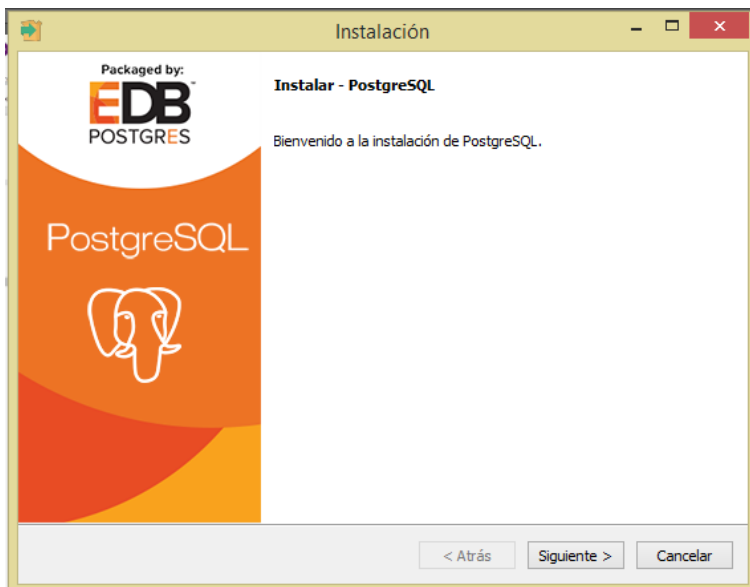 Instalación
Packaged by:
EDB
POSTGRES
PostgreSQL
Instalar - PostgreSQL
Bienvenido a la instalación de PostgreSQL.
< Atrás
Siguiente >
Cancelar